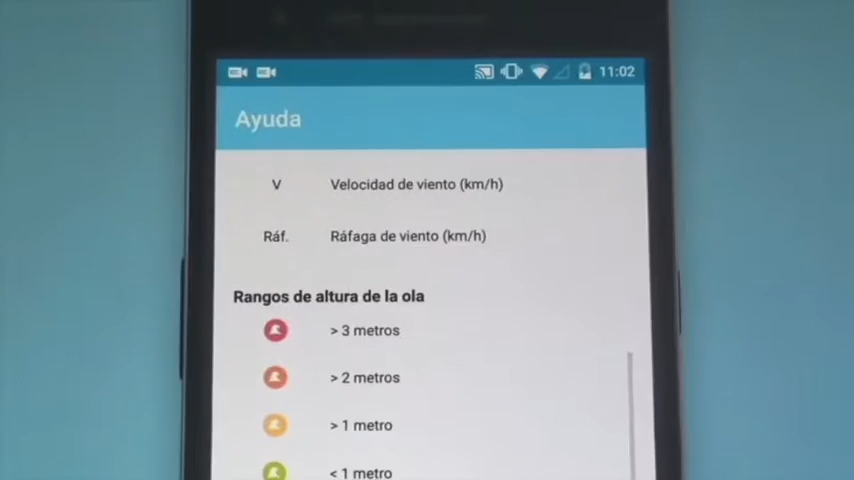 11:02
Ayuda
V Velocidad de viento (km/h)
Ráf. Ráfaga de viento (km/h)
Rangos de altura de la ola
> 3 metros
> 2 metros
> 1 metro
< 1 metro